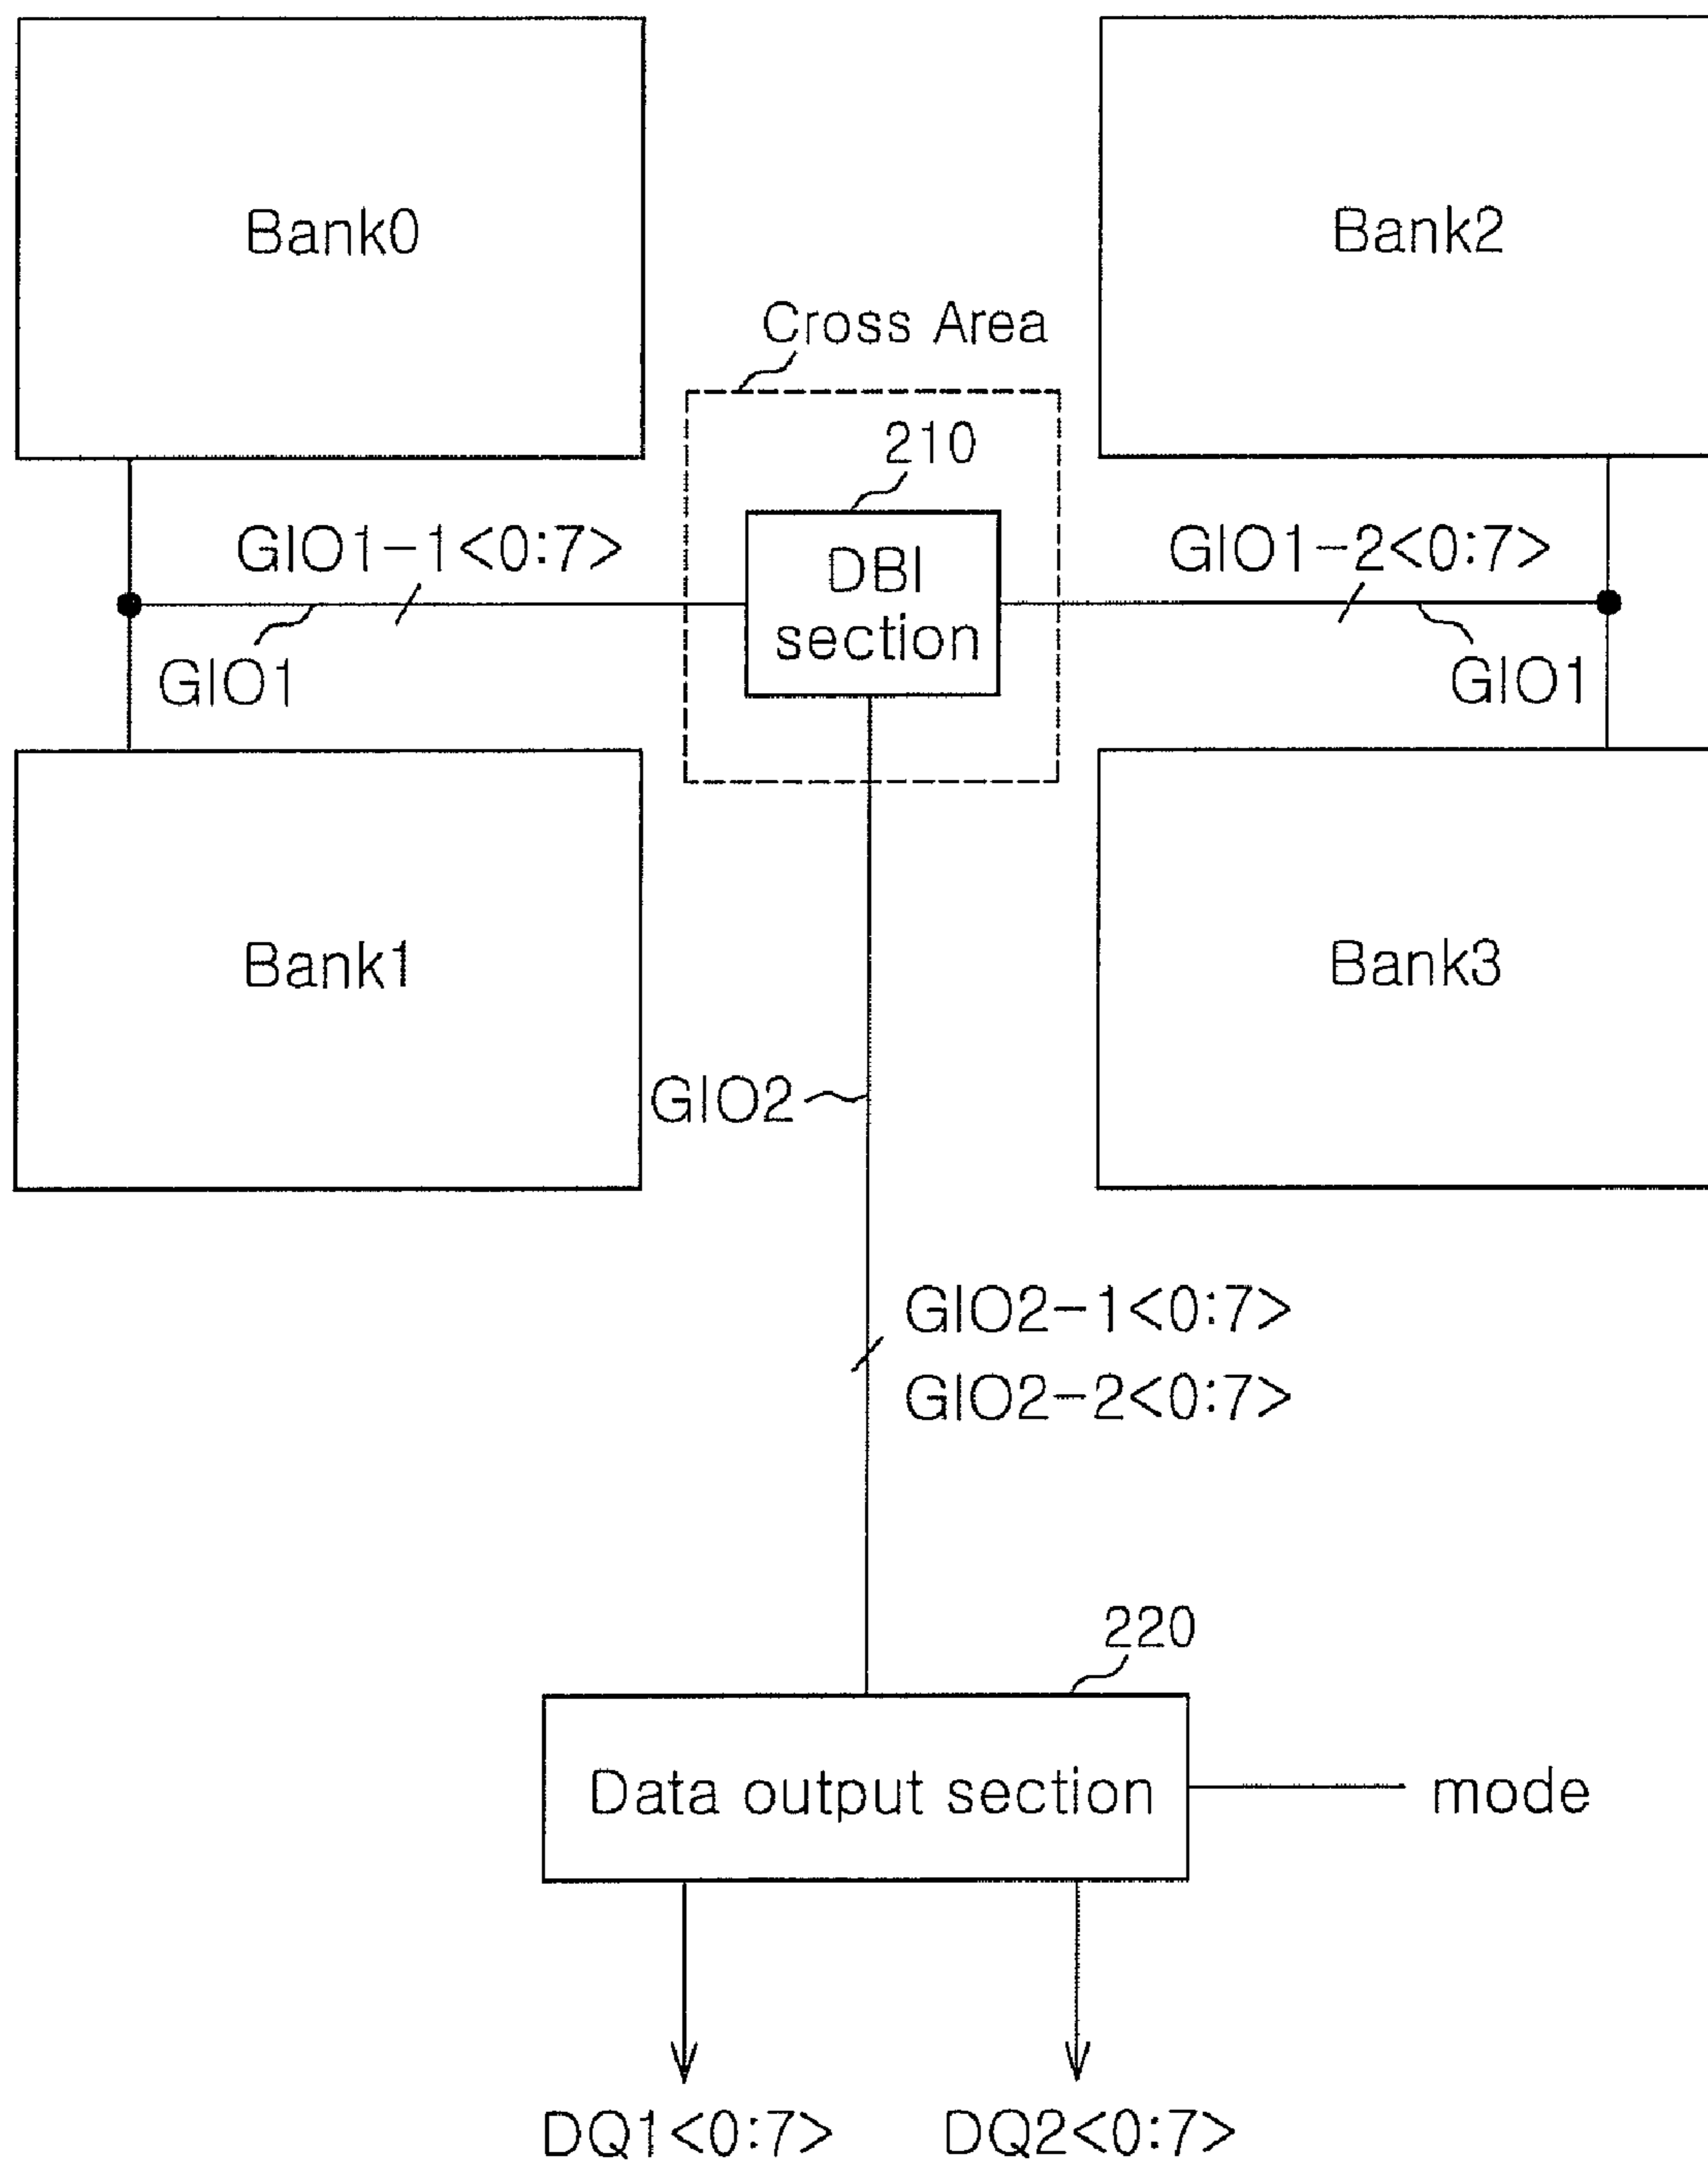 Bank0
Bank2
Cross Area
210
GIO1-1<0:7>
DBI
section
GIO1-2<0:7>
GIO1
GIO1
Bank1
Bank3
GIO2
GIO2-1<0:7>
GIO2-2<0:7>
220
Data output section
mode
DQ1<0:7>
DQ2<0:7>